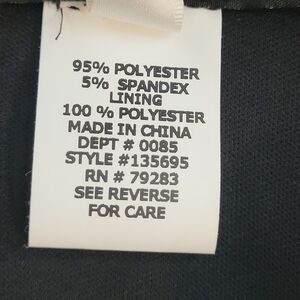 95% POLYESTER
5% SPANDEX
LINING
100 % POLYESTER
MADE IN CHINA
DEPT # 0085
STYLE #135695
RN # 79283
SEE REVERSE
FOR CARE